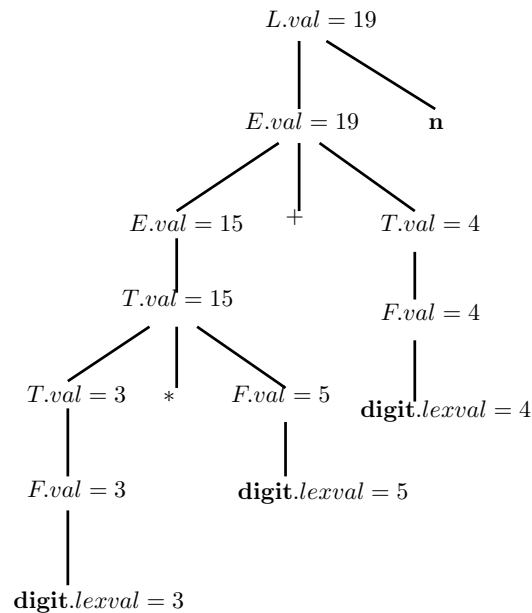 L.val = 19
E.val = 19 n
E.val = 15 + T.val = 4
T.val = 15 F.val = 4
T.val = 3 * F.val = 5 digit.lexval = 4
F.val = 3 digit.lexval = 5
digit.lexval = 3